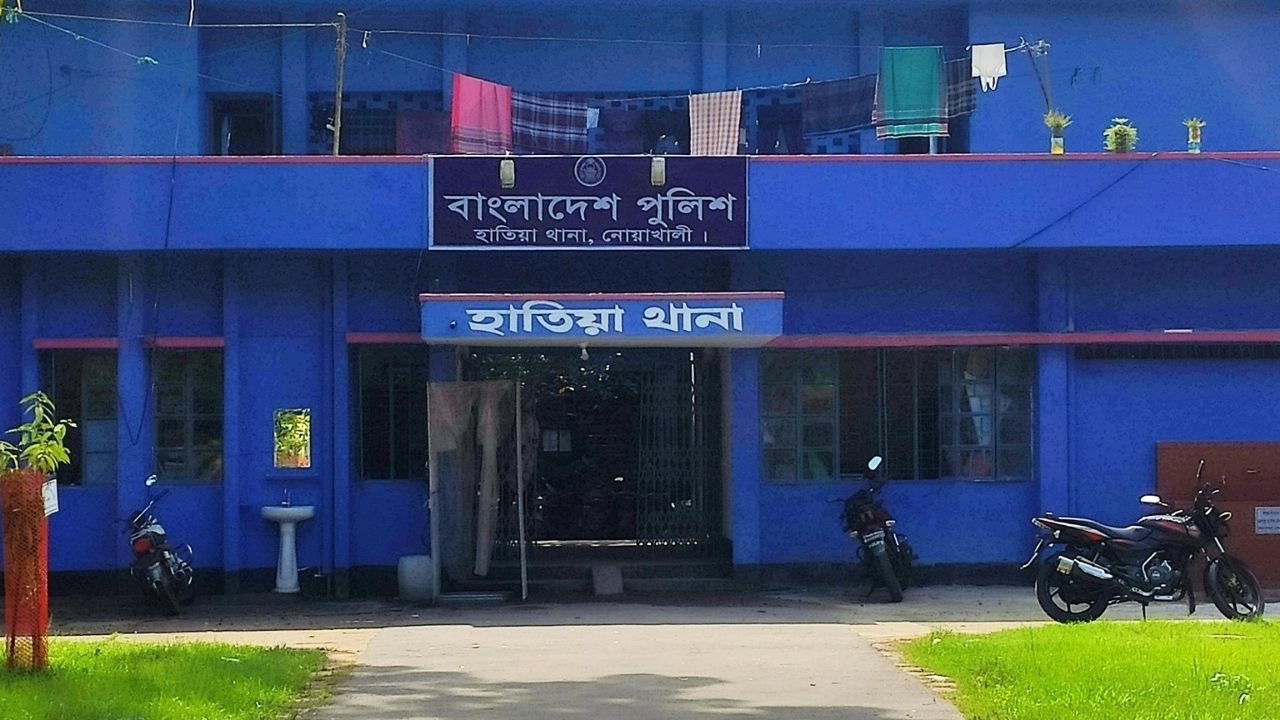 বাংলাদেশ পুলিশ
হাতিয়া থানা, নোয়াখালী ।
হাতিয়া থানা